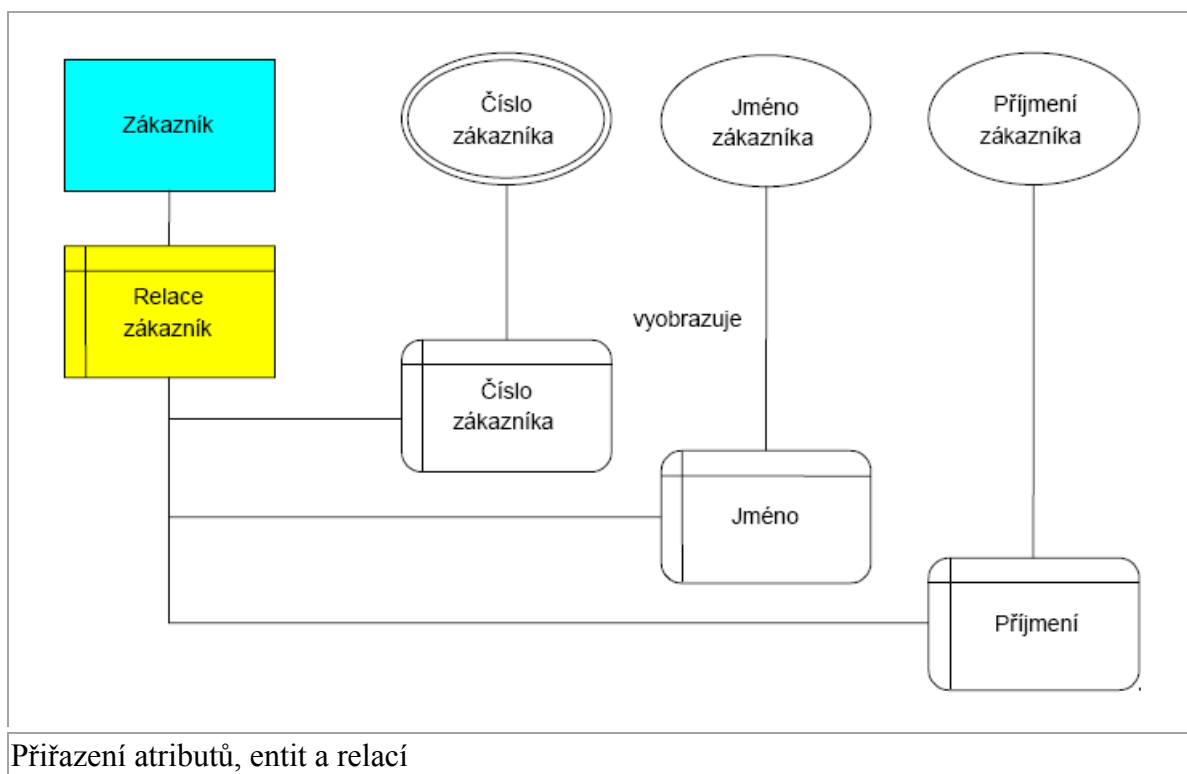 Zákazník
Číslo
zákazníka
Jméno
zákazníka
Příjmení
zákazníka
Relace
zákazník
vyobrazuje
Číslo
zákazníka
Jméno
Příjmení
Přiřazení atributů, entit a relací